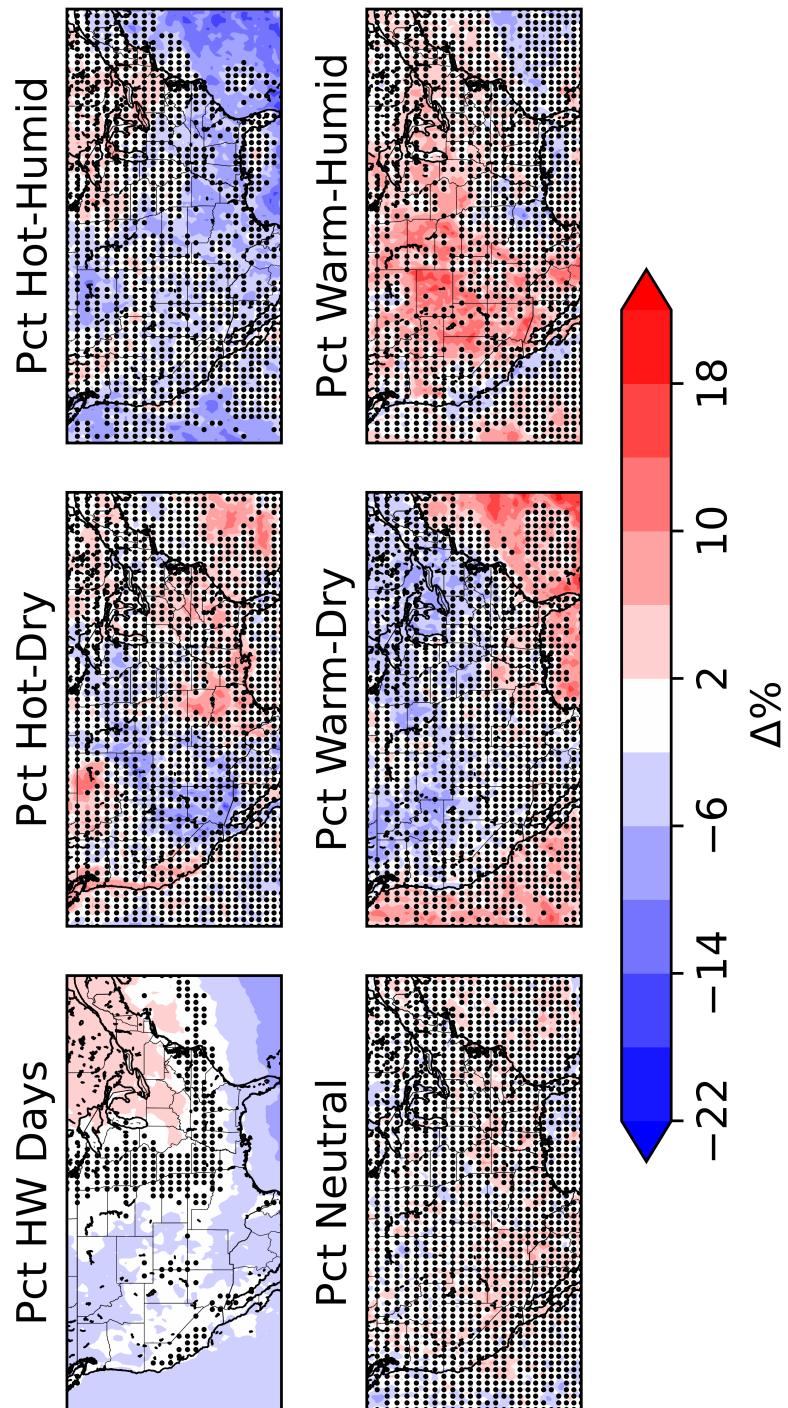 Pct HW Days
Pct Hot-Dry
Pct Hot-Humid
Pct Neutral
Pct Warm-Dry
Pct Warm-Humid
−22
−14
−6
2
10
18
Δ%